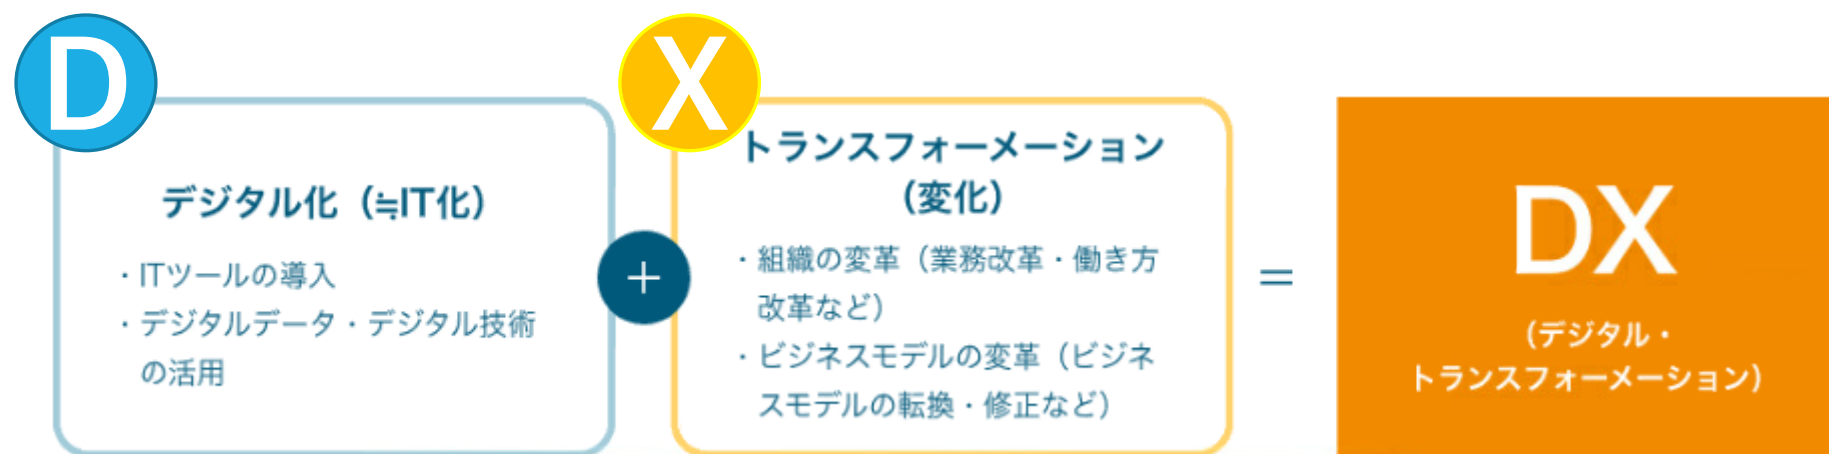 D
デジタル化（≒IT化）
・ITツールの導入
・デジタルデータ・デジタル技術
の活用
+
X
トランスフォーメーション
（変化）
・組織の変革（業務改革・働き方
改革など）
・ビジネスモデルの変革（ビジネ
スモデルの転換・修正など）
=
DX
（デジタル・
トランスフォーメーション）